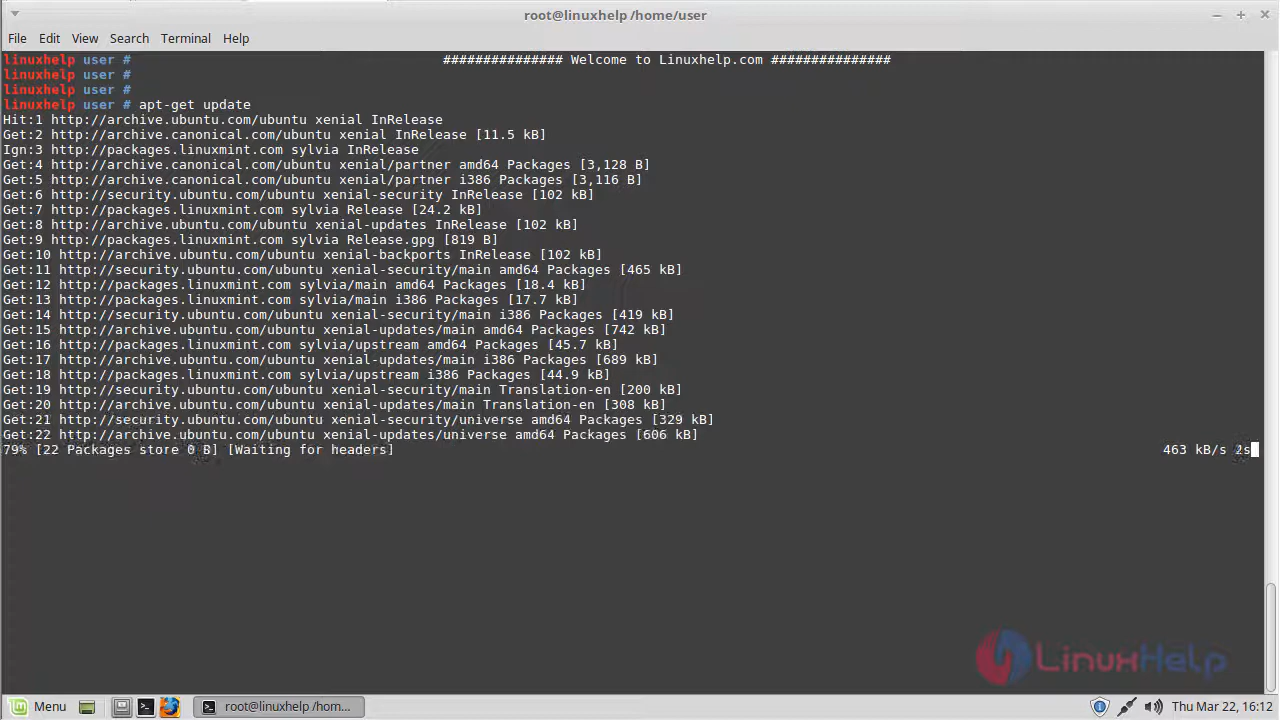 root@linuxhelp /home/user
File Edit View Search Terminal Help
linuxhelp user # ############### Welcome to Linuxhelp.com ###############
linuxhelp user #
linuxhelp user #
linuxhelp user # apt-get update
Hit:1 http://archive.ubuntu.com/ubuntu xenial InRelease
Get:2 http://archive.canonical.com/ubuntu xenial InRelease [11.5 kB]
Ign:3 http://packages.linuxmint.com sylvia InRelease
Get:4 http://archive.canonical.com/ubuntu xenial/partner amd64 Packages [3,128 B]
Get:5 http://archive.canonical.com/ubuntu xenial/partner i386 Packages [3,116 B]
Get:6 http://security.ubuntu.com/ubuntu xenial-security InRelease [102 kB]
Get:7 http://packages.linuxmint.com sylvia Release [24.2 kB]
Get:8 http://archive.ubuntu.com/ubuntu xenial-updates InRelease [102 kB]
Get:9 http://packages.linuxmint.com sylvia Release.gpg [819 B]
Get:10 http://archive.ubuntu.com/ubuntu xenial-backports InRelease [102 kB]
Get:11 http://security.ubuntu.com/ubuntu xenial-security/main amd64 Packages [465 kB]
Get:12 http://packages.linuxmint.com sylvia/main amd64 Packages [18.4 kB]
Get:13 http://packages.linuxmint.com sylvia/main i386 Packages [17.7 kB]
Get:14 http://security.ubuntu.com/ubuntu xenial-security/main i386 Packages [419 kB]
Get:15 http://archive.ubuntu.com/ubuntu xenial-updates/main amd64 Packages [742 kB]
Get:16 http://packages.linuxmint.com sylvia/upstream amd64 Packages [45.7 kB]
Get:17 http://archive.ubuntu.com/ubuntu xenial-updates/main i386 Packages [689 kB]
Get:18 http://packages.linuxmint.com sylvia/upstream i386 Packages [44.9 kB]
Get:19 http://security.ubuntu.com/ubuntu xenial-security/main Translation-en [200 kB]
Get:20 http://archive.ubuntu.com/ubuntu xenial-updates/main Translation-en [308 kB]
Get:21 http://security.ubuntu.com/ubuntu xenial-security/universe amd64 Packages [329 kB]
Get:22 http://archive.ubuntu.com/ubuntu xenial-updates/universe amd64 Packages [606 kB]
79% [22 Packages store 0 B] [Waiting for headers] 463 kB/s
LinuxHelp
Menu root@linuxhelp /hom... Thu Mar 22, 16:12